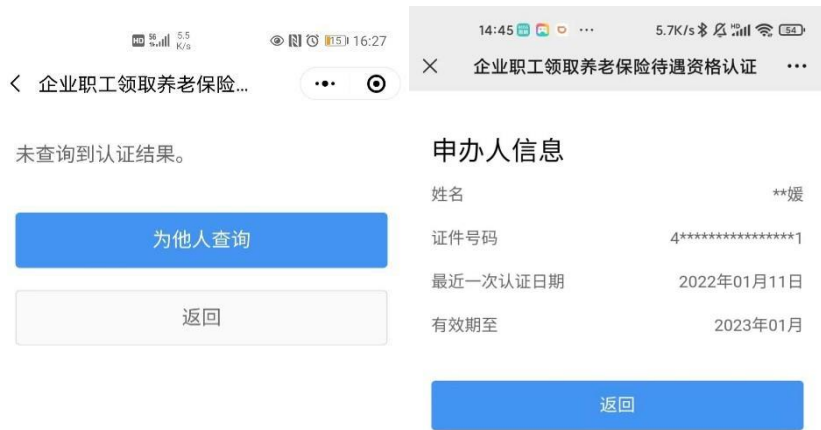 HD 5G 5.5 K/s 15 16:27
企业职工领取养老保险...
未查询到认证结果。
为他人查询
返回
14:45 ... 5.7K/s HD 54
企业职工领取养老保险待遇资格认证
申办人信息
姓名 **媛
证件号码 4****************1
最近一次认证日期 2022年01月11日
有效期至 2023年01月
返回